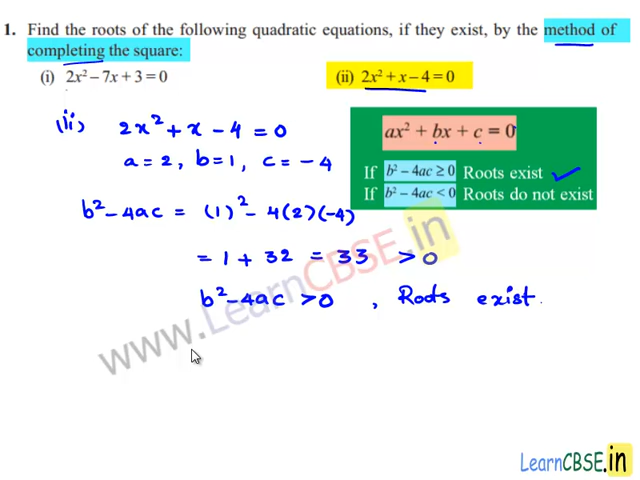 1. Find the roots of the following quadratic equations, if they exist, by the method of
completing the square:
(i) 2x² – 7x + 3 = 0
(ii) 2x² + x – 4 = 0
(ii) 2x² + x – 4 = 0
a = 2, b = 1, c = – 4
ax² + bx + c = 0
If b² – 4ac ≥ 0 Roots exist ✓
If b² – 4ac < 0 Roots do not exist
b² – 4ac = (1)² – 4(2)(-4)
= 1 + 32 = 33 > 0
b² – 4ac > 0 , Roots exist.
www.LearnCBSE.in
LearnCBSE.in